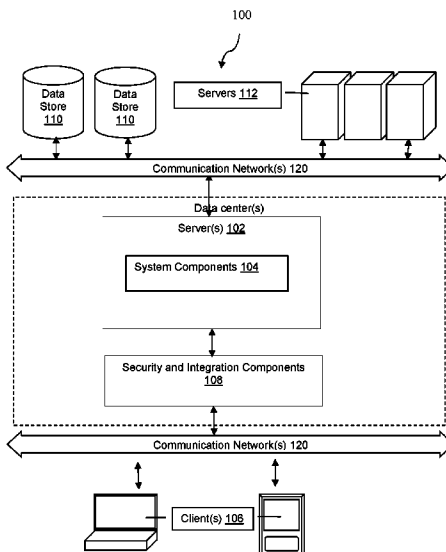 100
Data
Store
110
Data
Store
110
Servers 112
Communication Network(s) 120
Data center(s)
Server(s) 102
System Components 104
Security and Integration Components
108
Communication Network(s) 120
Client(s) 106